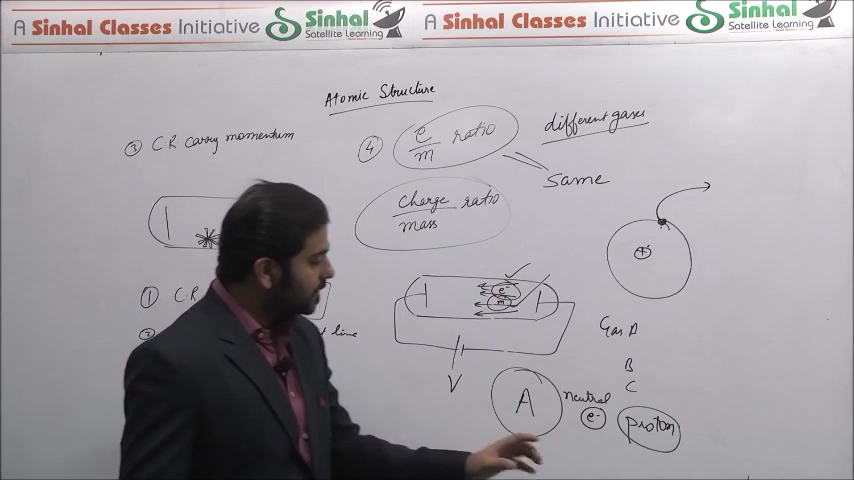 A Sinhal Classes Initiative
Sinhal
Satellite Learning
A Sinhal Classes Initiative
Sinhal
Satellite Learning
Atomic Structure
③ C.R carry momentum
④ e/m ratio
different gases
Same
charge/mass ratio
+
① C.R
② line
e-
m
V
Gas A
B
C
A
neutral
e-
Proton